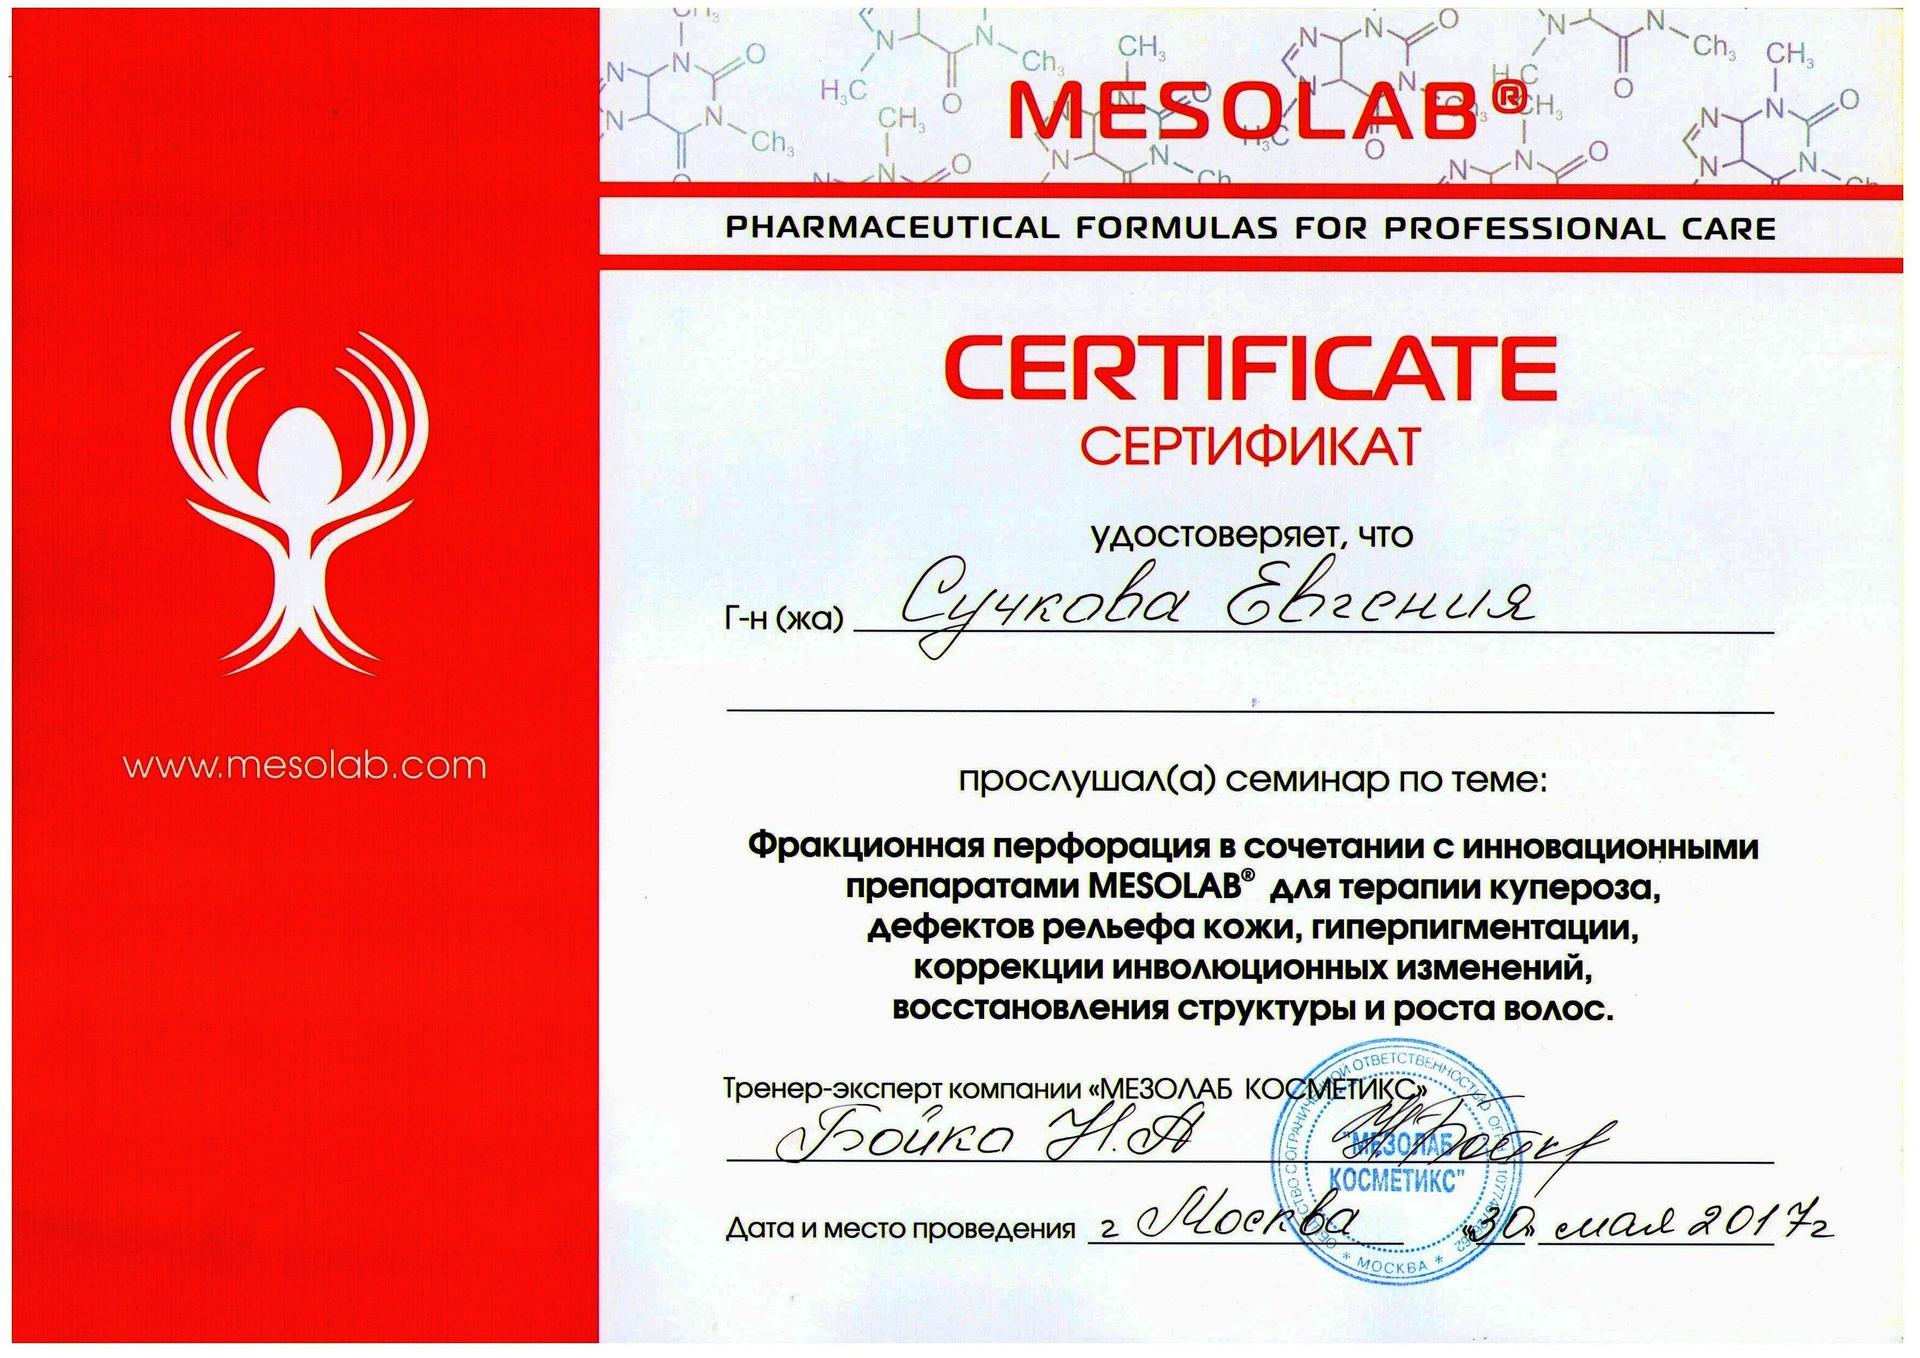 MESOLAB®
PHARMACEUTICAL FORMULAS FOR PROFESSIONAL CARE
CERTIFICATE
СЕРТИФИКАТ
удостоверяет, что
Г-н (жа) Сучкова Евгения
www.mesolab.com
прослушал(а) семинар по теме:
Фракционная перфорация в сочетании с инновационными
препаратами MESOLAB® для терапии купероза,
дефектов рельефа кожи, гиперпигментации,
коррекции инволюционных изменений,
восстановления структуры и роста волос.
Тренер-эксперт компании «МЕЗОЛАБ КОСМЕТИКС»
Бойко Н.А
"МЕЗОЛАБ
КОСМЕТИКС"
Дата и место проведения г Москва «30» мая 2017г
* МОСКВА *